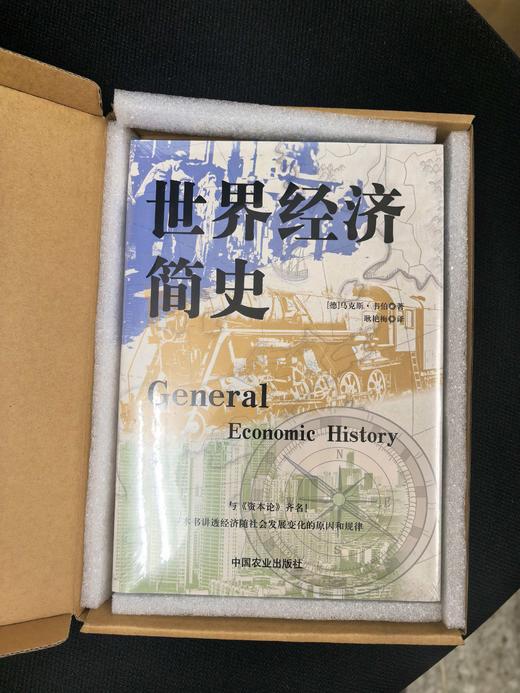 世界经济
简史
[德]马克斯·韦伯 著
耿艳梅 译
General
Economic History
N
与《资本论》齐名!
本书讲透经济随社会发展变化的原因和规律
中国农业出版社